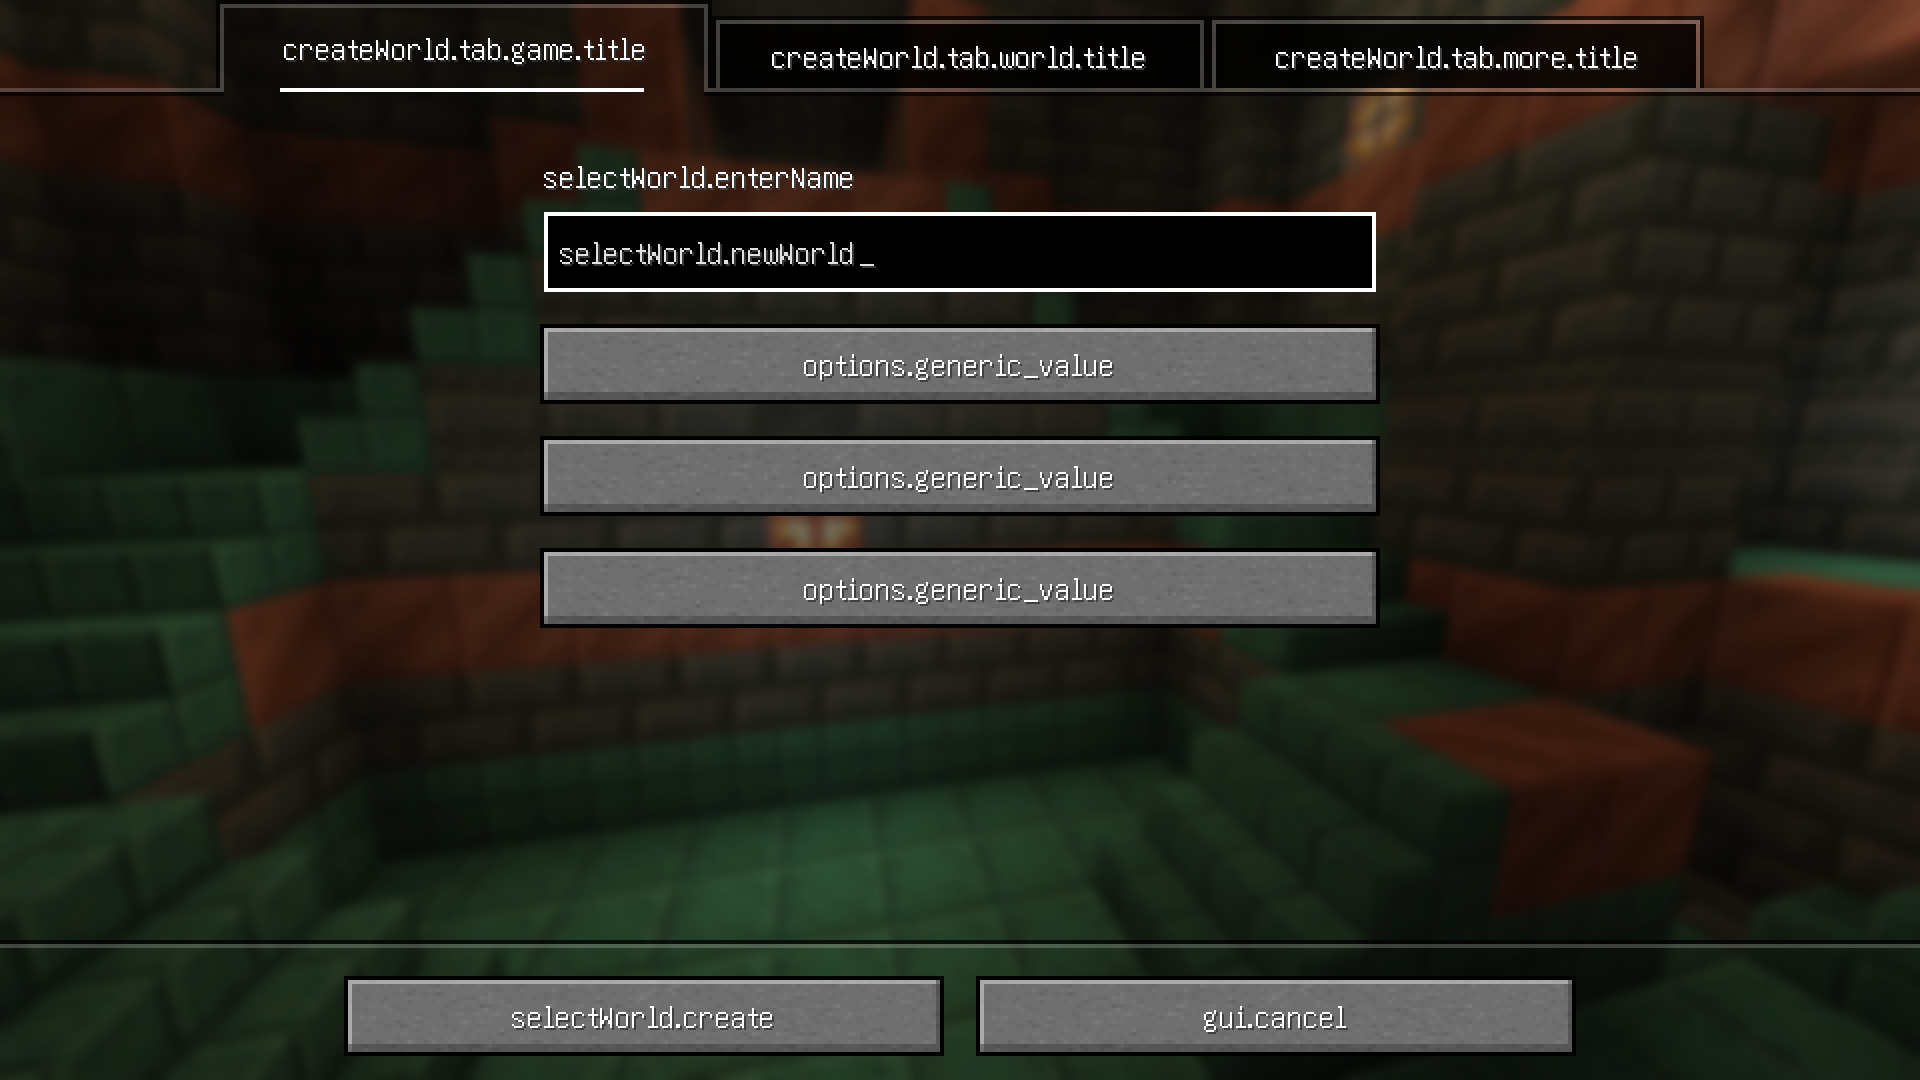 createWorld.tab.game.title
createWorld.tab.world.title
createWorld.tab.more.title
selectWorld.enterName
selectWorld.newWorld_
options.generic_value
options.generic_value
options.generic_value
selectWorld.create
gui.cancel